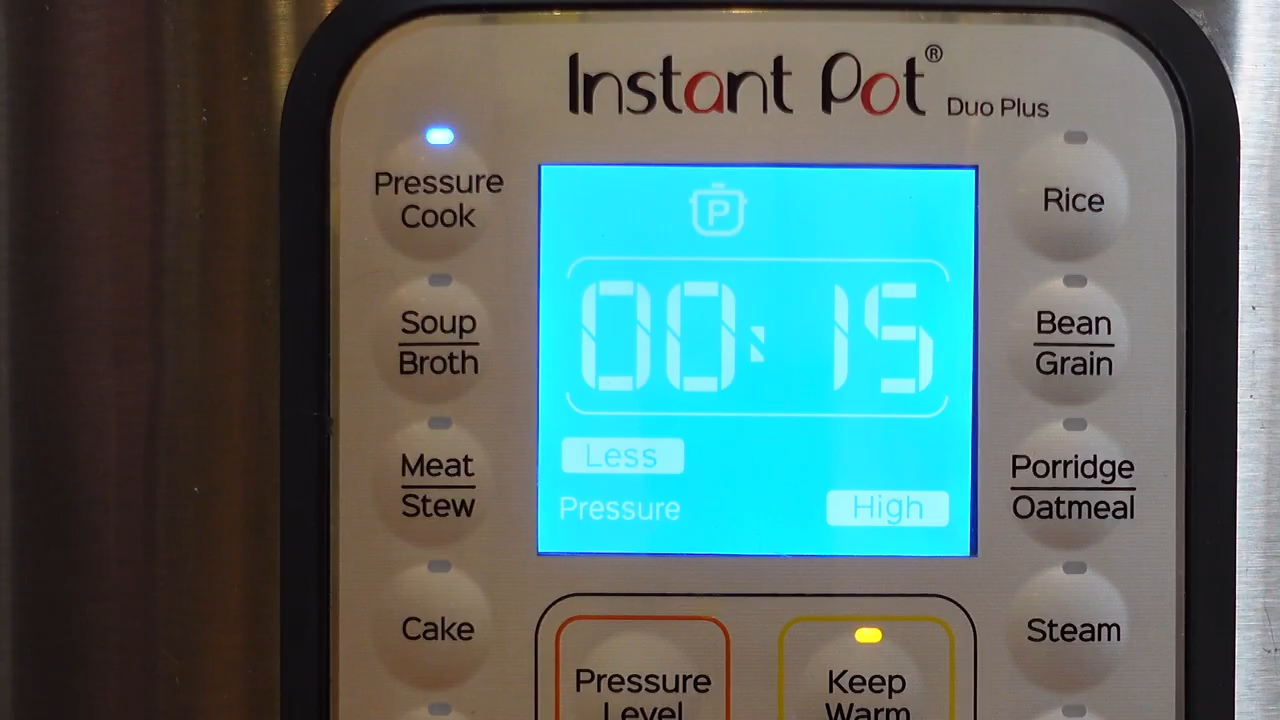 Instant Pot® Duo Plus
Pressure
Cook
Rice
P
00:15
Soup
Broth
Bean
Grain
Less
Meat
Stew
Pressure
High
Porridge
Oatmeal
Cake
Steam
Pressure
Level
Keep
Warm